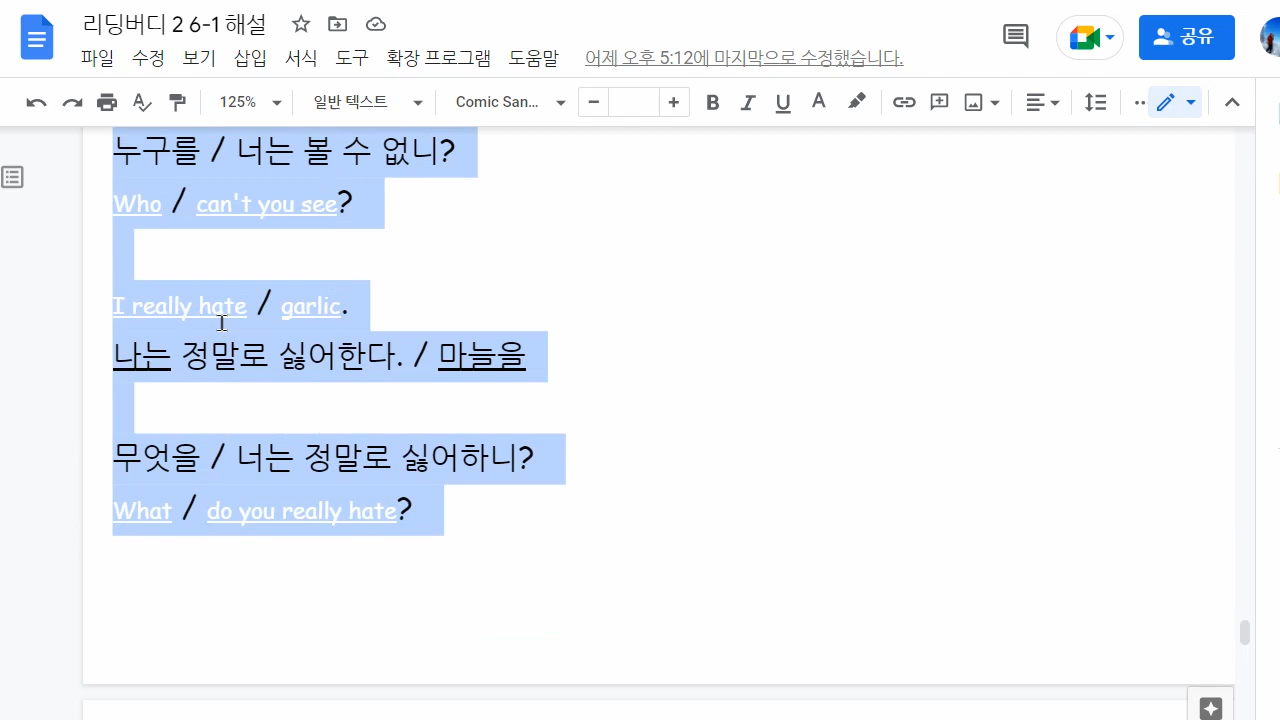 리딩버디 2 6-1 해설
파일 수정 보기 삽입 서식 도구 확장 프로그램 도움말 어제 오후 5:12에 마지막으로 수정했습니다.
공유
125% 일반 텍스트 Comic San... − + B I U A
누구를 / 너는 볼 수 없니?
Who / can't you see?
I really hate / garlic.
나는 정말로 싫어한다. / 마늘을
무엇을 / 너는 정말로 싫어하니?
What / do you really hate?